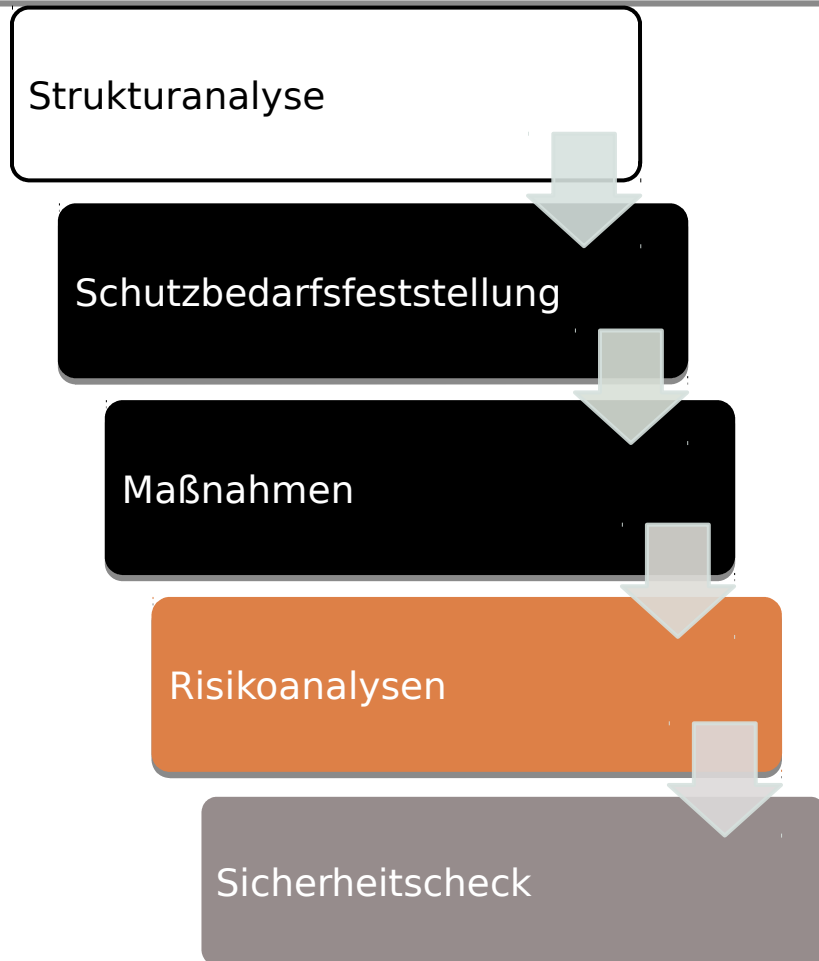 Strukturanalyse
Schutzbedarfsfeststellung
Maßnahmen
Risikoanalysen
Sicherheitscheck